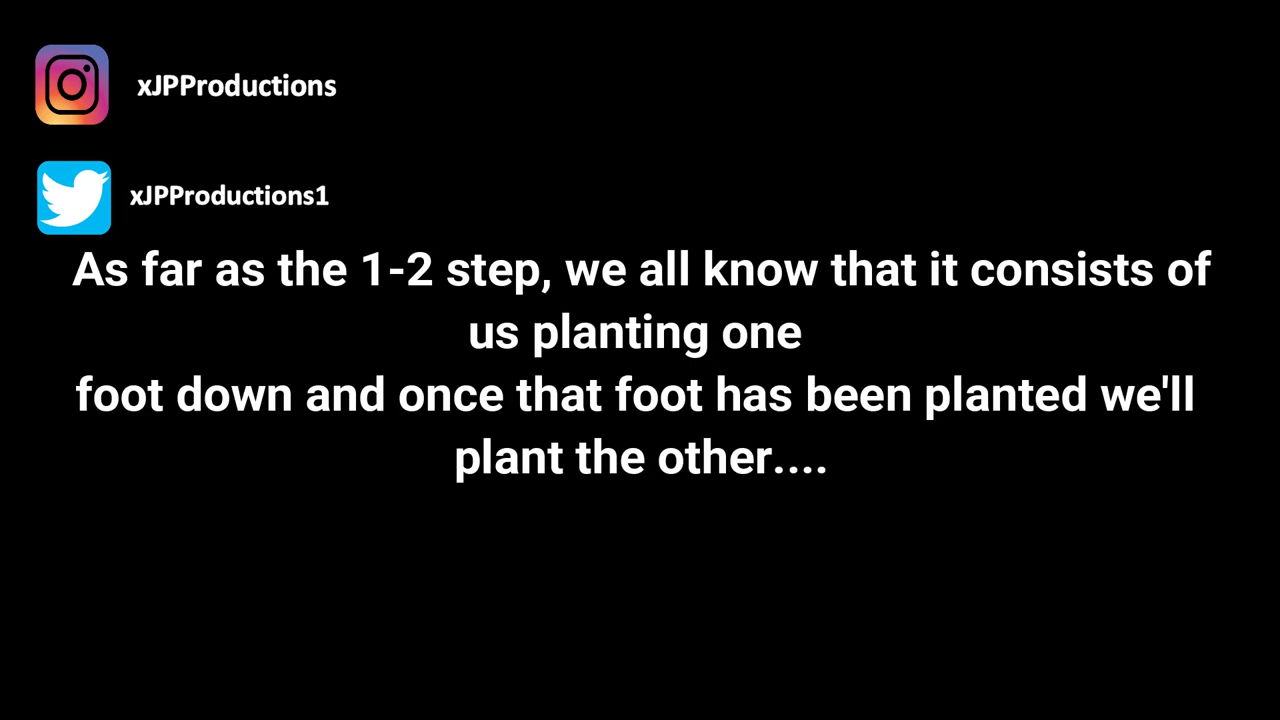 xJPProductions
xJPProductions1
As far as the 1-2 step, we all know that it consists of
us planting one
foot down and once that foot has been planted we'll
plant the other....